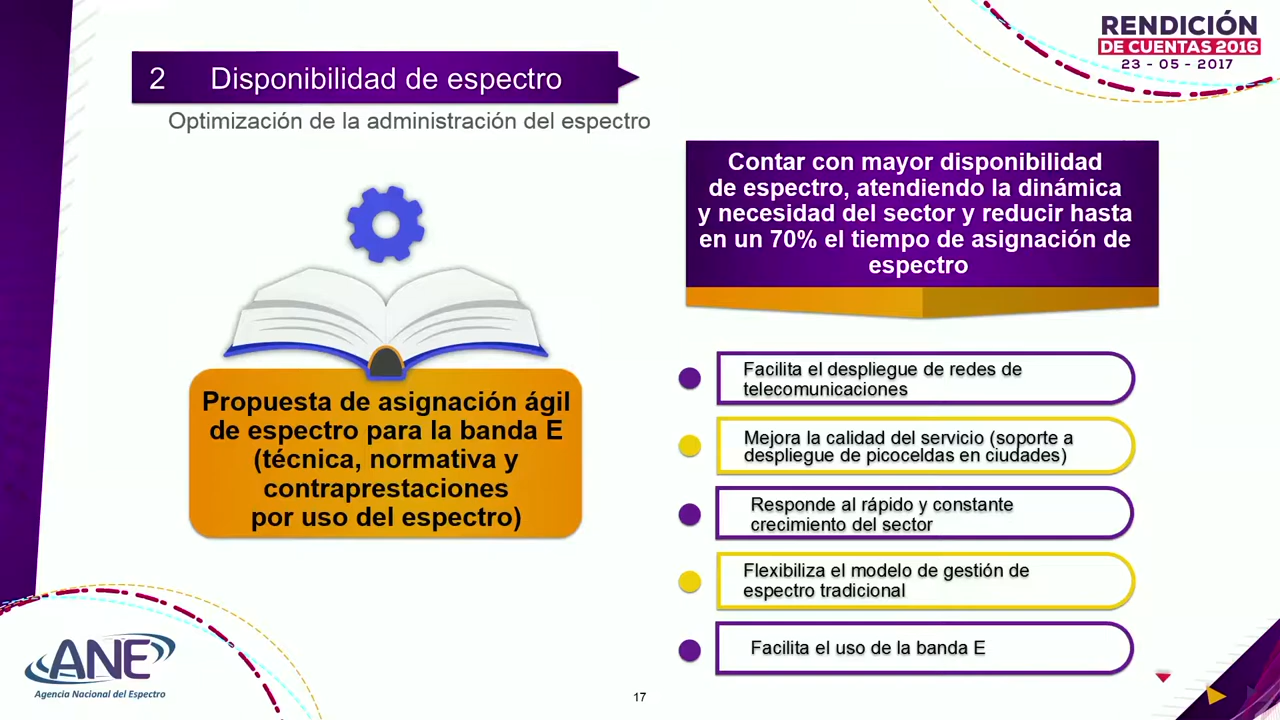 RENDICIÓN
DE CUENTAS 2016
23 - 05 - 2017
2 Disponibilidad de espectro
Optimización de la administración del espectro
Propuesta de asignación ágil
de espectro para la banda E
(técnica, normativa y
contraprestaciones
por uso del espectro)
Contar con mayor disponibilidad
de espectro, atendiendo la dinámica
y necesidad del sector y reducir hasta
en un 70% el tiempo de asignación de
espectro
Facilita el despliegue de redes de
telecomunicaciones
Mejora la calidad del servicio (soporte a
despliegue de picoceldas en ciudades)
Responde al rápido y constante
crecimiento del sector
Flexibiliza el modelo de gestión de
espectro tradicional
Facilita el uso de la banda E
ANE
Agencia Nacional del Espectro
17